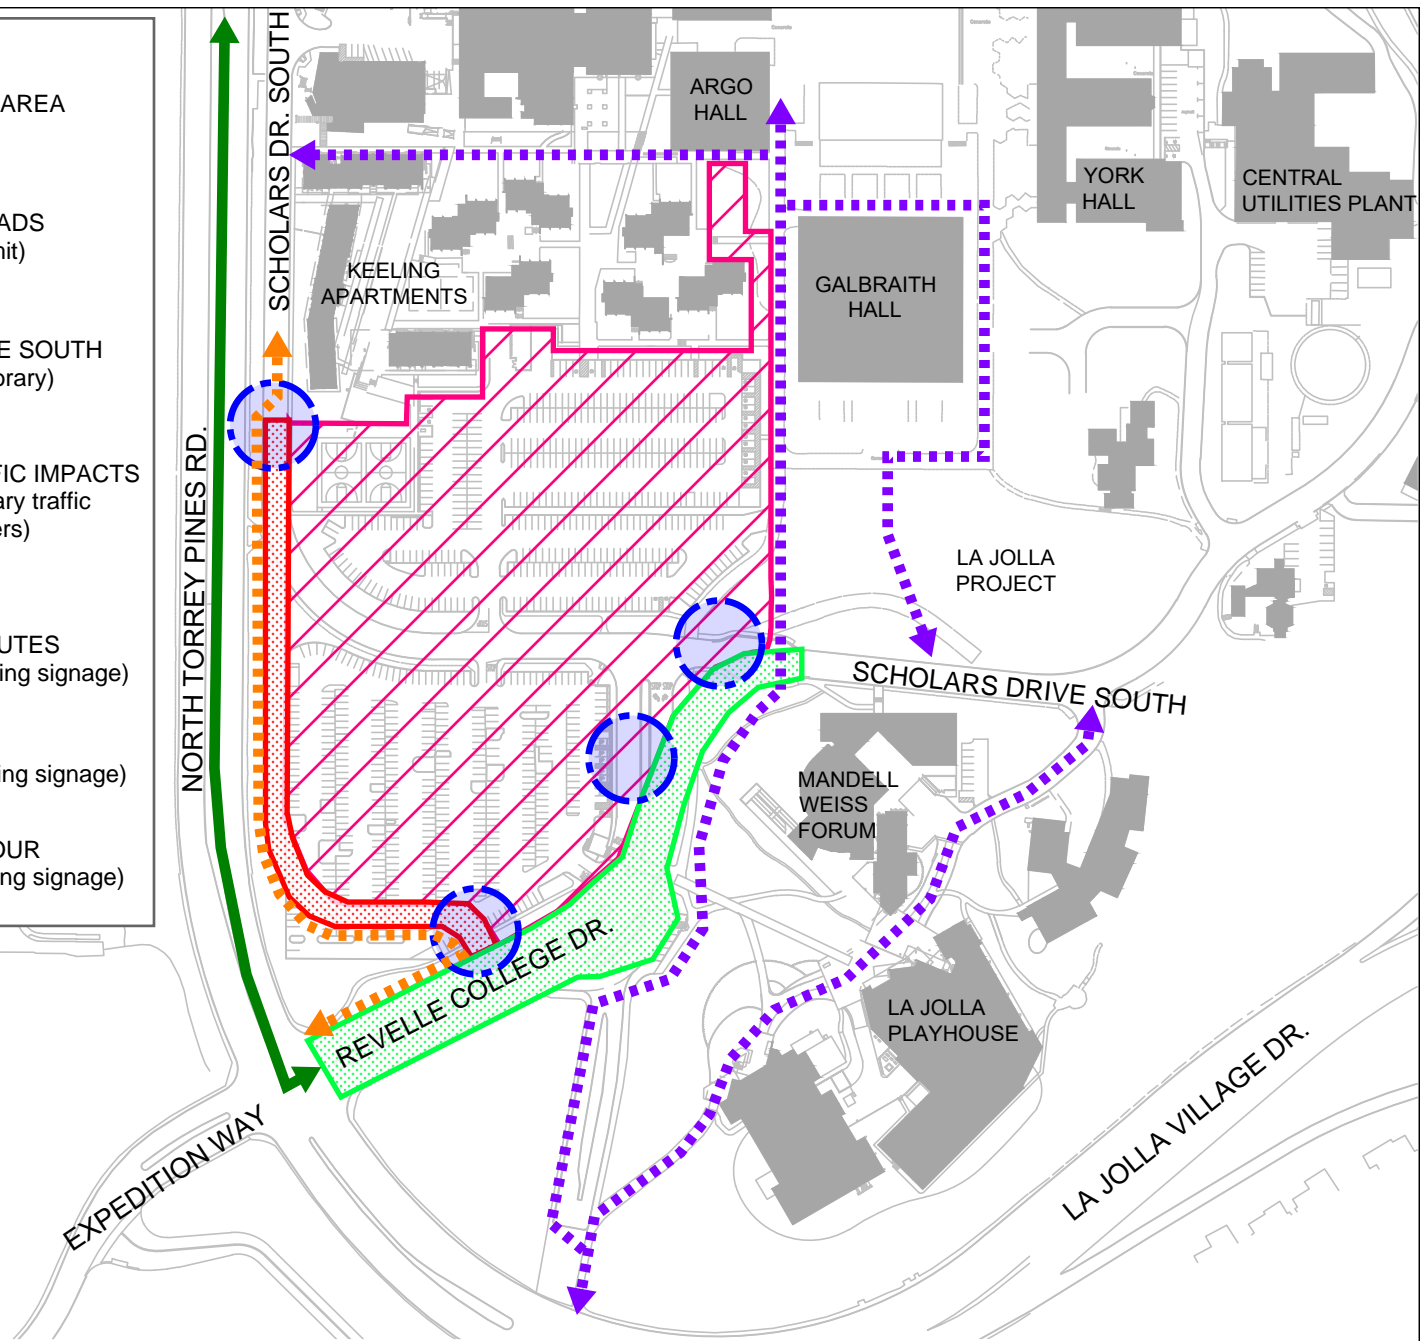 AREA
ADS
nit)
E SOUTH
orary)
FIC IMPACTS
ary traffic
ers)
UTES
ing signage)
ing signage)
OUR
ng signage)
SCHOLARS DR. SOUTH
ARGO
HALL
YORK
HALL
CENTRAL
UTILITIES PLANT
KEELING
APARTMENTS
GALBRAITH
HALL
NORTH TORREY PINES RD.
LA JOLLA
PROJECT
SCHOLARS DRIVE SOUTH
MANDELL
WEISS
FORUM
REVELLE COLLEGE DR.
LA JOLLA
PLAYHOUSE
EXPEDITION WAY
LA JOLLA VILLAGE DR.